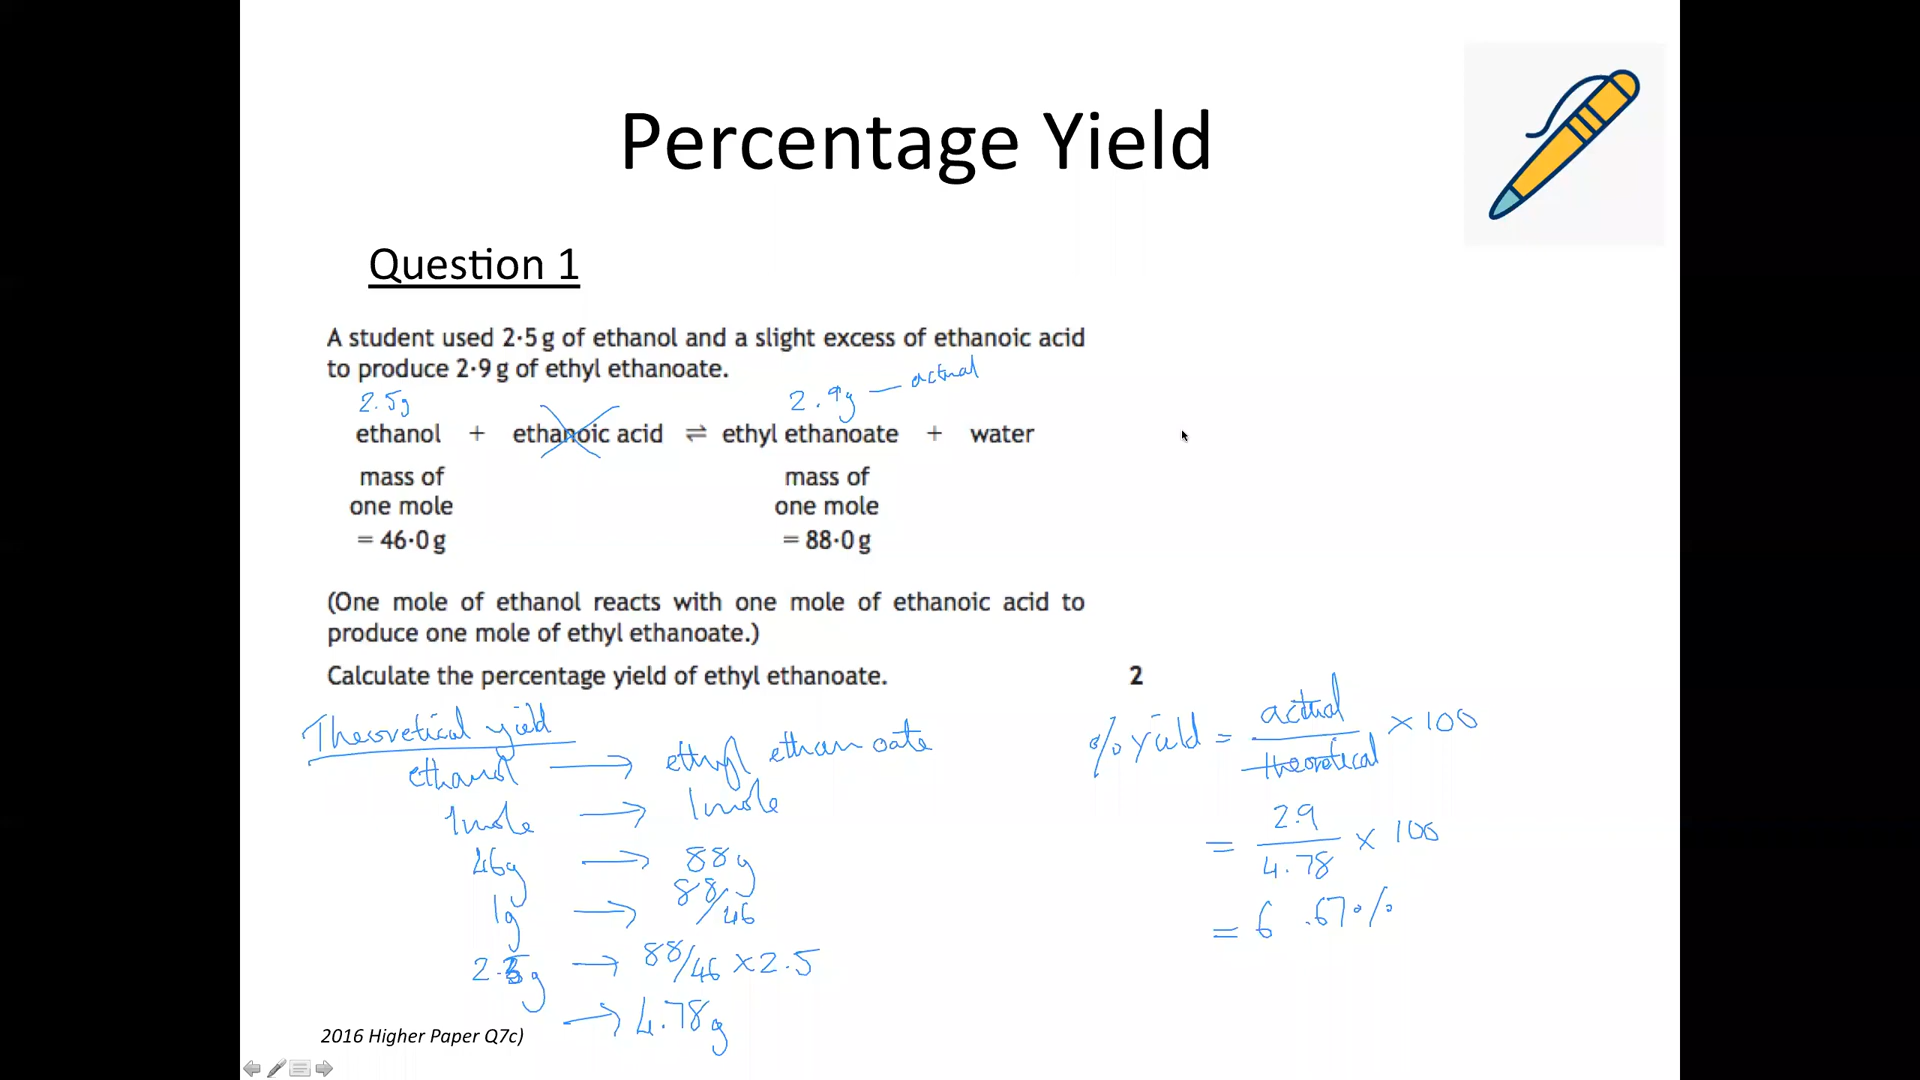 Percentage Yield
Question 1
A student used 2·5 g of ethanol and a slight excess of ethanoic acid
to produce 2·9 g of ethyl ethanoate.
2.5g 2.9g — actual
ethanol + ethanoic acid ⇌ ethyl ethanoate + water
mass of mass of
one mole one mole
= 46·0 g = 88·0 g
(One mole of ethanol reacts with one mole of ethanoic acid to
produce one mole of ethyl ethanoate.)
Calculate the percentage yield of ethyl ethanoate. 2
Theoretical yield
ethanol → ethyl ethanoate
1mole → 1mole
46g → 88g
1g → 88/46
2.5g → 88/46 x 2.5
→ 4.78g
% yield = actual / theoretical x 100
= 2.9 / 4.78 x 100
= 6 .67%
2016 Higher Paper Q7c)